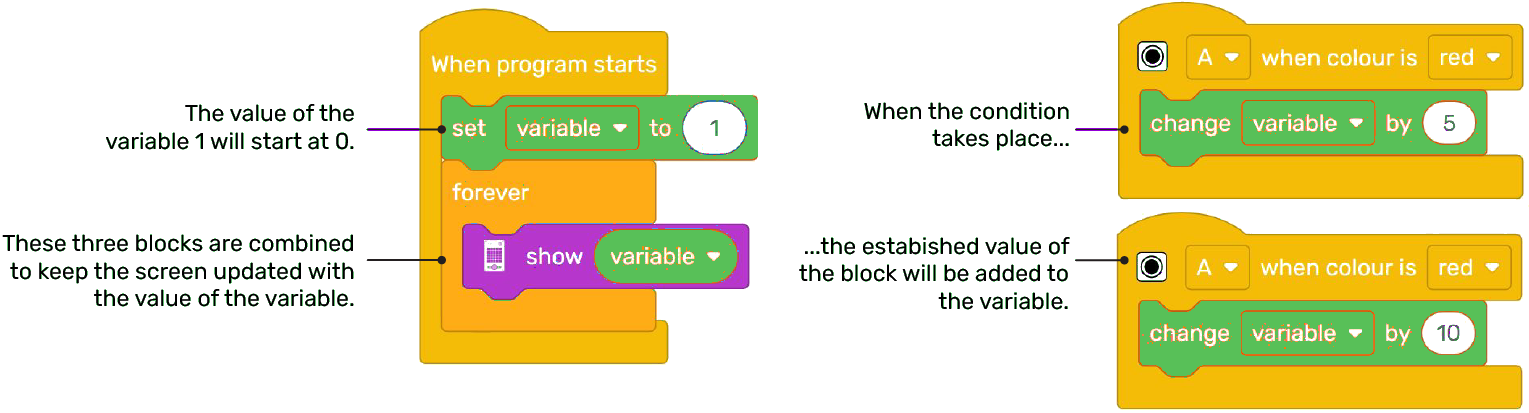 The value of the
variable 1 will start at 0.
These three blocks are combined
to keep the screen updated with
the value of the variable.
When program starts
set variable to 1
forever
show variable
When the condition
takes place...
...the estabished value of
the block will be added to
the variable.
A when colour is red
change variable by 5
A when colour is red
change variable by 10